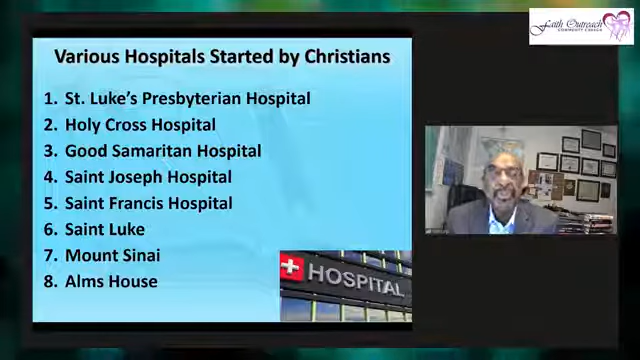 Faith Outreach
COMMUNITY CHURCH
Various Hospitals Started by Christians
1. St. Luke's Presbyterian Hospital
2. Holy Cross Hospital
3. Good Samaritan Hospital
4. Saint Joseph Hospital
5. Saint Francis Hospital
6. Saint Luke
7. Mount Sinai
8. Alms House
HOSPITAL